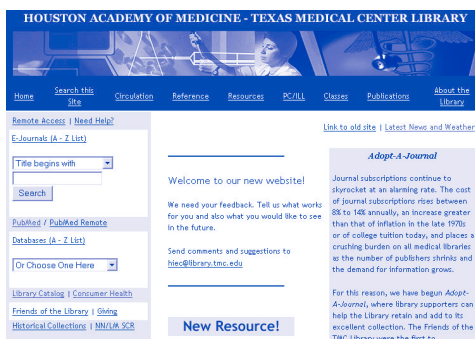 HOUSTON ACADEMY OF MEDICINE - TEXAS MEDICAL CENTER LIBRARY
Home
Search this
Site
Circulation
Reference
Resources
PC/ILL
Classes
Publications
About the
Library
Remote Access | Need Help?
E-Journals (A - Z List)
Title begins with
Search
PubMed / PubMed Remote
Databases (A - Z List)
Or Choose One Here
Library Catalog | Consumer Health
Friends of the Library | Giving
Historical Collections | NN/LM SCR
Welcome to our new website!
We need your feedback. Tell us what works
for you and also what you would like to see
in the future.
Send comments and suggestions to
hiec@library.tmc.edu
New Resource!
Link to old site | Latest News and Weather
Adopt-A-Journal
Journal subscriptions continue to
skyrocket at an alarming rate. The cost
of journal subscriptions rises between
8% to 14% annually, an increase greater
than that of inflation in the late 1970s
or of college tuition today, and places a
crushing burden on all medical libraries
as the number of publishers shrinks and
the demand for information grows.
For this reason, we have begun Adopt-
A-Journal, where library supporters can
help the Library retain and add to its
excellent collection. The Friends of the
TMC Library were the first to